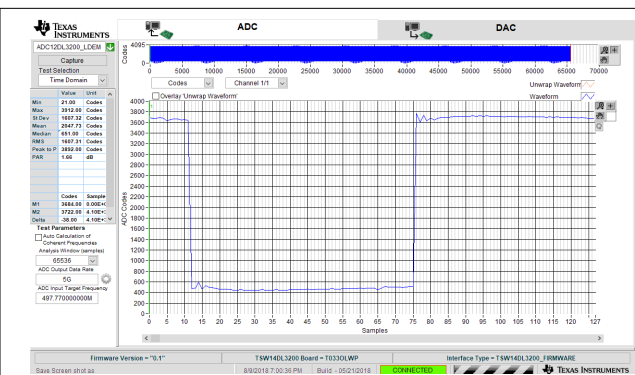 TEXAS INSTRUMENTS
ADC
DAC
ADC12DL3200_LDEM
Capture
Test Selection
Time Domain
Value Unit
Min 21.00 Codes
Max 3912.00 Codes
St Dev 1607.32 Codes
Mean 2047.73 Codes
Median 651.00 Codes
RMS 1607.31 Codes
Peak to P 3892.00 Codes
PAR 1.66 dB
Codes Sample
M1 3684.00 0.00E+
M2 3722.00 4.10E+
Delta -38.00 4.10E+
Test Parameters
Auto Calculation of
Coherent Frequencies
Analysis Window (samples)
65536
ADC Output Data Rate
5G
ADC Input Target Frequency
497.770000000M
Codes
4095
0
0 5000 10000 15000 20000 25000 30000 35000 40000 45000 50000 55000 60000 65000 70000
Codes
Channel 1/1
Unwrap Waveform
Overlay 'Unwrap Waveform'
Waveform
ADC Codes
4000
3800
3600
3400
3200
3000
2800
2600
2400
2200
2000
1800
1600
1400
1200
1000
800
600
400
200
0 5 10 15 20 25 30 35 40 45 50 55 60 65 70 75 80 85 90 95 100 105 110 115 120 127
Samples
Firmware Version = "0.1"
TSW14DL3200 Board = T033OLWP
Interface Type = TSW14DL3200_FIRMWARE
Save Screen shot as
8/9/2018 7:00:36 PM
Build - 05/21/2018
CONNECTED
TEXAS INSTRUMENTS